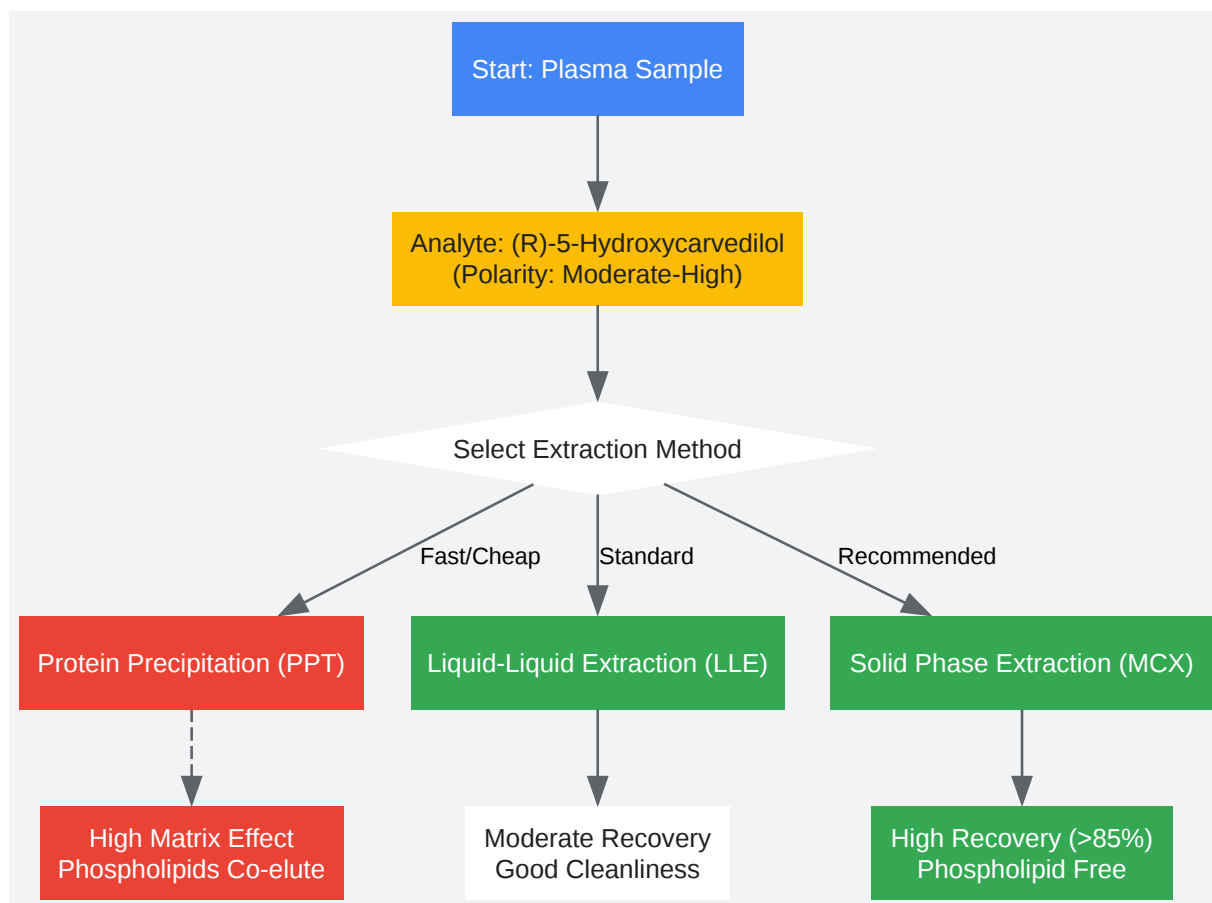 Start: Plasma Sample
Analyte: (R)-5-Hydroxycarvedilol
(Polarity: Moderate-High)
Select Extraction Method
Fast/Cheap
Standard
Recommended
Protein Precipitation (PPT)
Liquid-Liquid Extraction (LLE)
Solid Phase Extraction (MCX)
High Matrix Effect
Phospholipids Co-elute
Moderate Recovery
Good Cleanliness
High Recovery (>85%)
Phospholipid Free